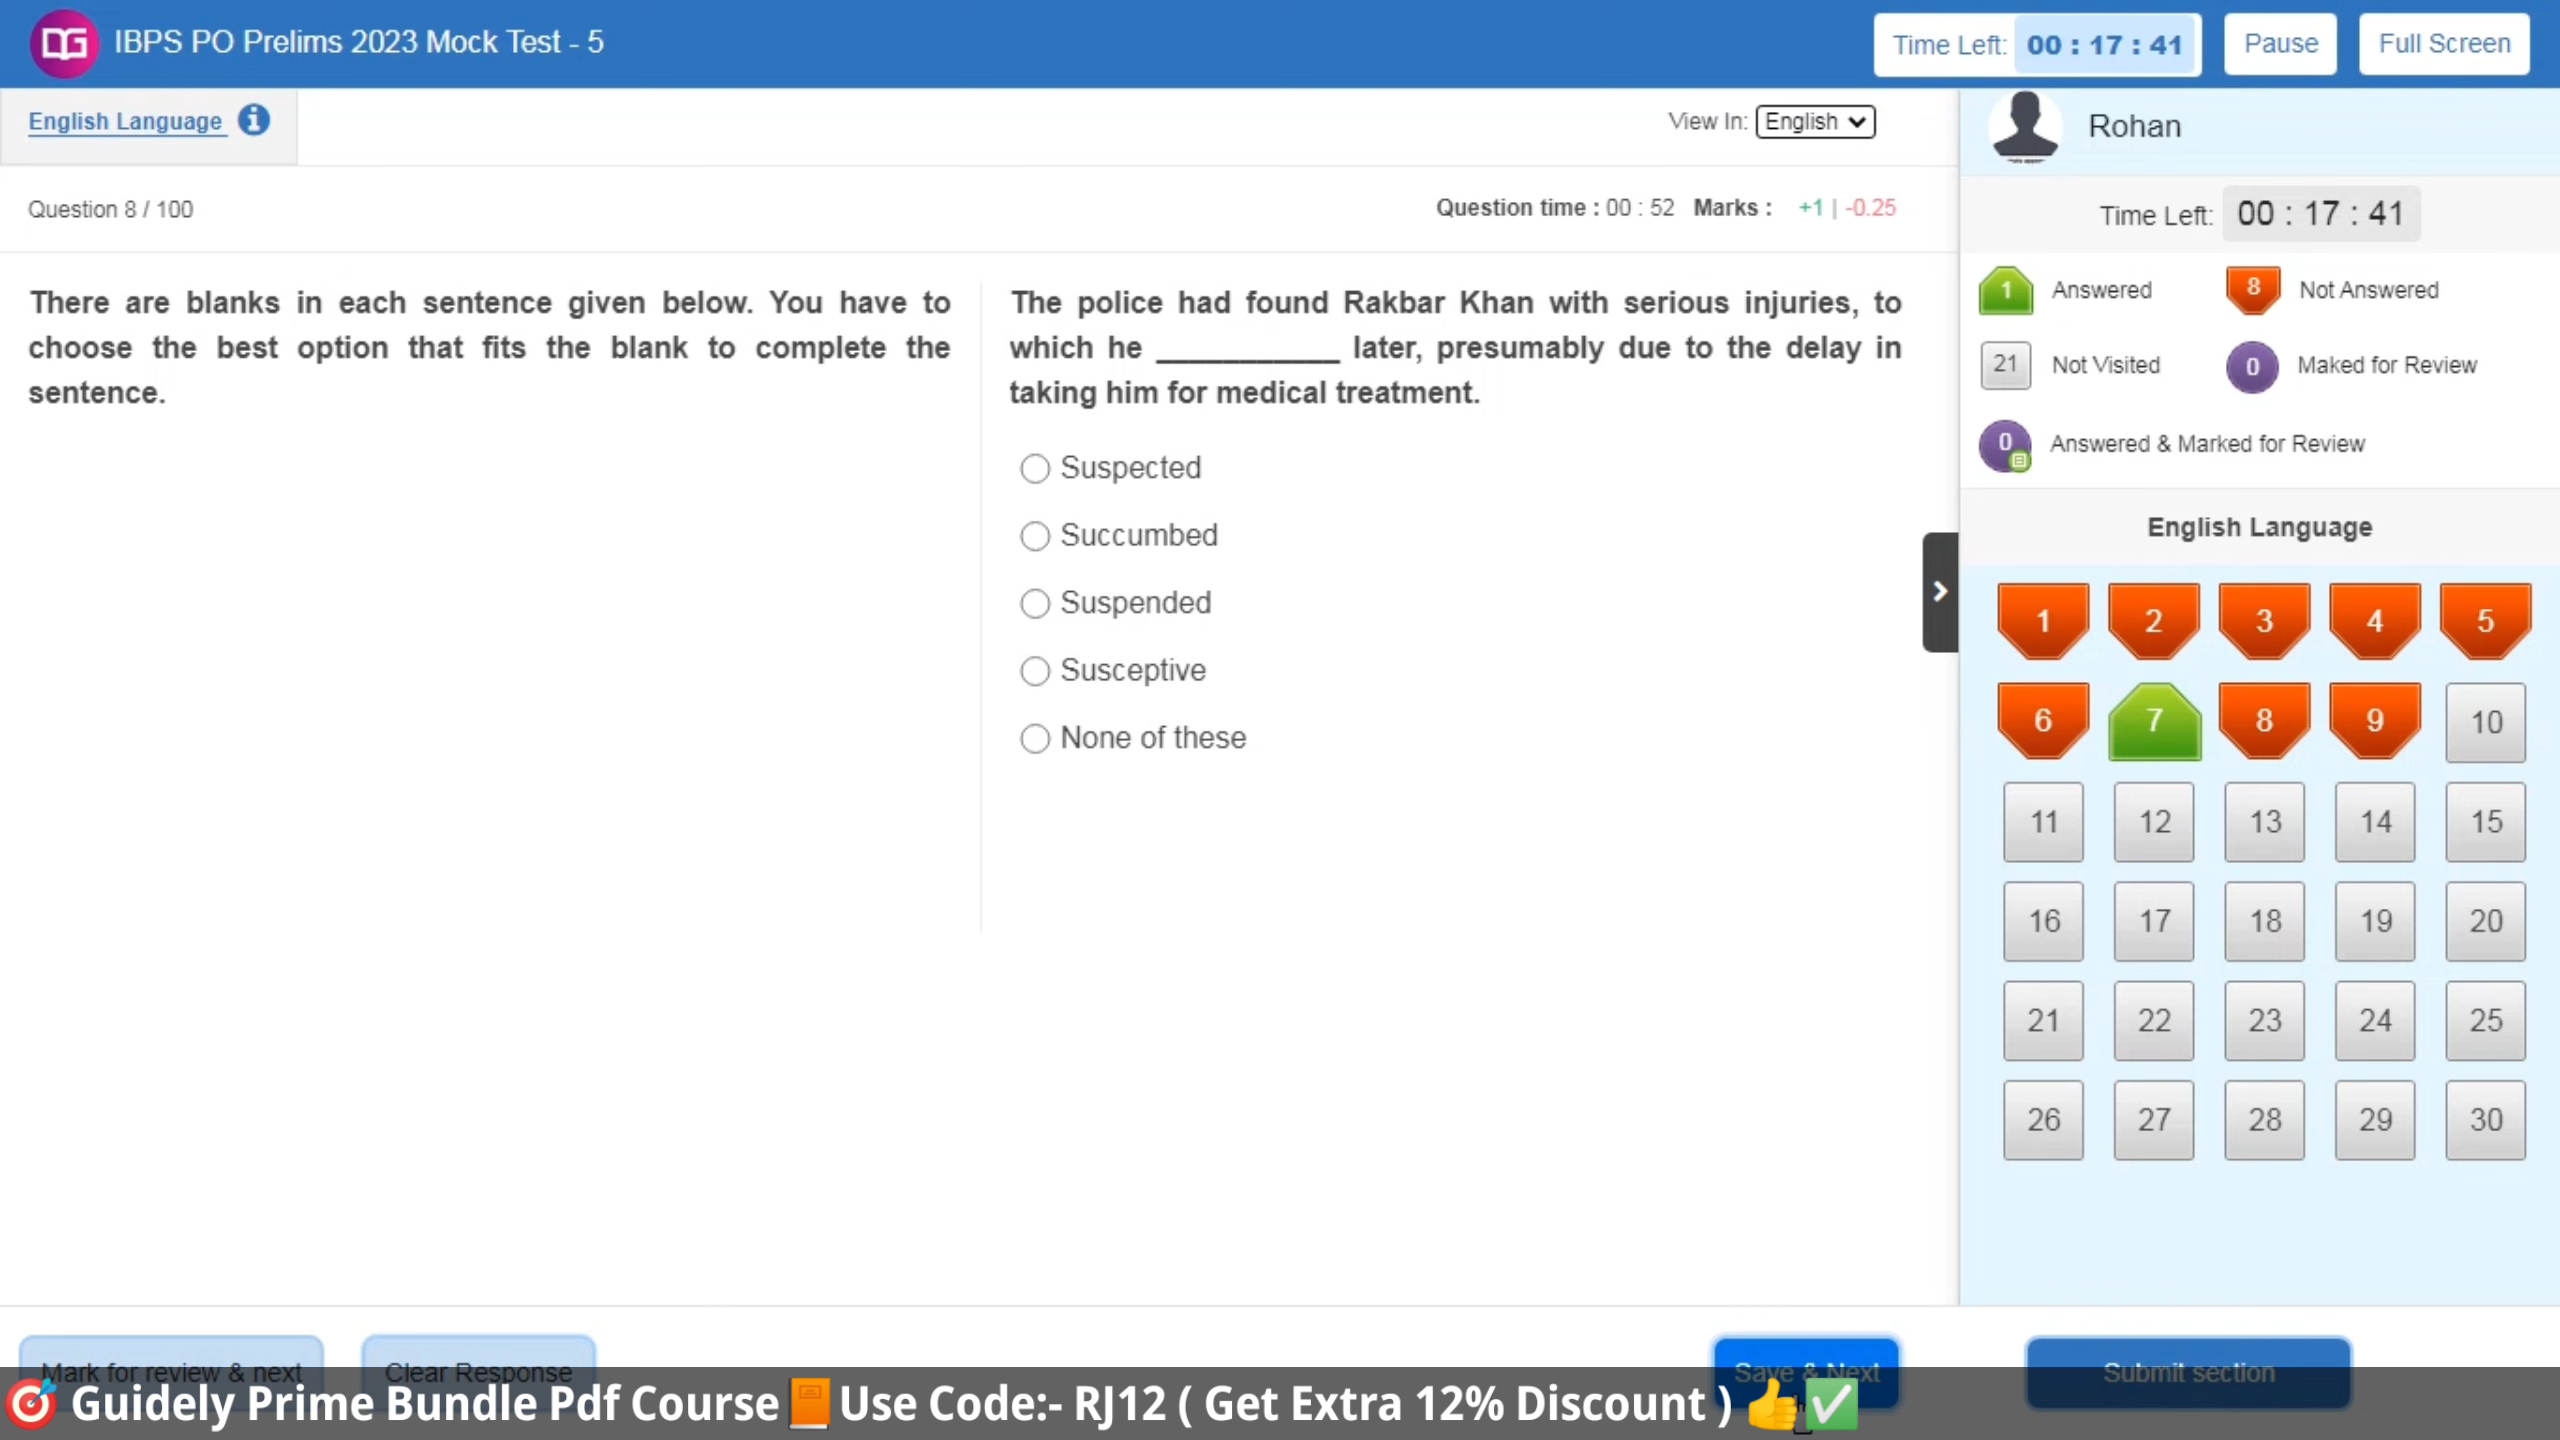 IBPS PO Prelims 2023 Mock Test - 5
Time Left: 00 : 17 : 41
Pause
Full Screen
English Language
View In: English
Rohan
Question 8 / 100
Question time : 00 : 52 Marks : +1 | -0.25
Time Left: 00 : 17 : 41
There are blanks in each sentence given below. You have to
choose the best option that fits the blank to complete the
sentence.
The police had found Rakbar Khan with serious injuries, to
which he ____________ later, presumably due to the delay in
taking him for medical treatment.
Suspected
Succumbed
Suspended
Susceptive
None of these
1 Answered
8 Not Answered
21 Not Visited
0 Maked for Review
0 Answered & Marked for Review
English Language
1 2 3 4 5
6 7 8 9 10
11 12 13 14 15
16 17 18 19 20
21 22 23 24 25
26 27 28 29 30
Mark for review & next
Clear Response
Save & Next
Submit section
Guidely Prime Bundle Pdf Course Use Code:- RJ12 ( Get Extra 12% Discount )